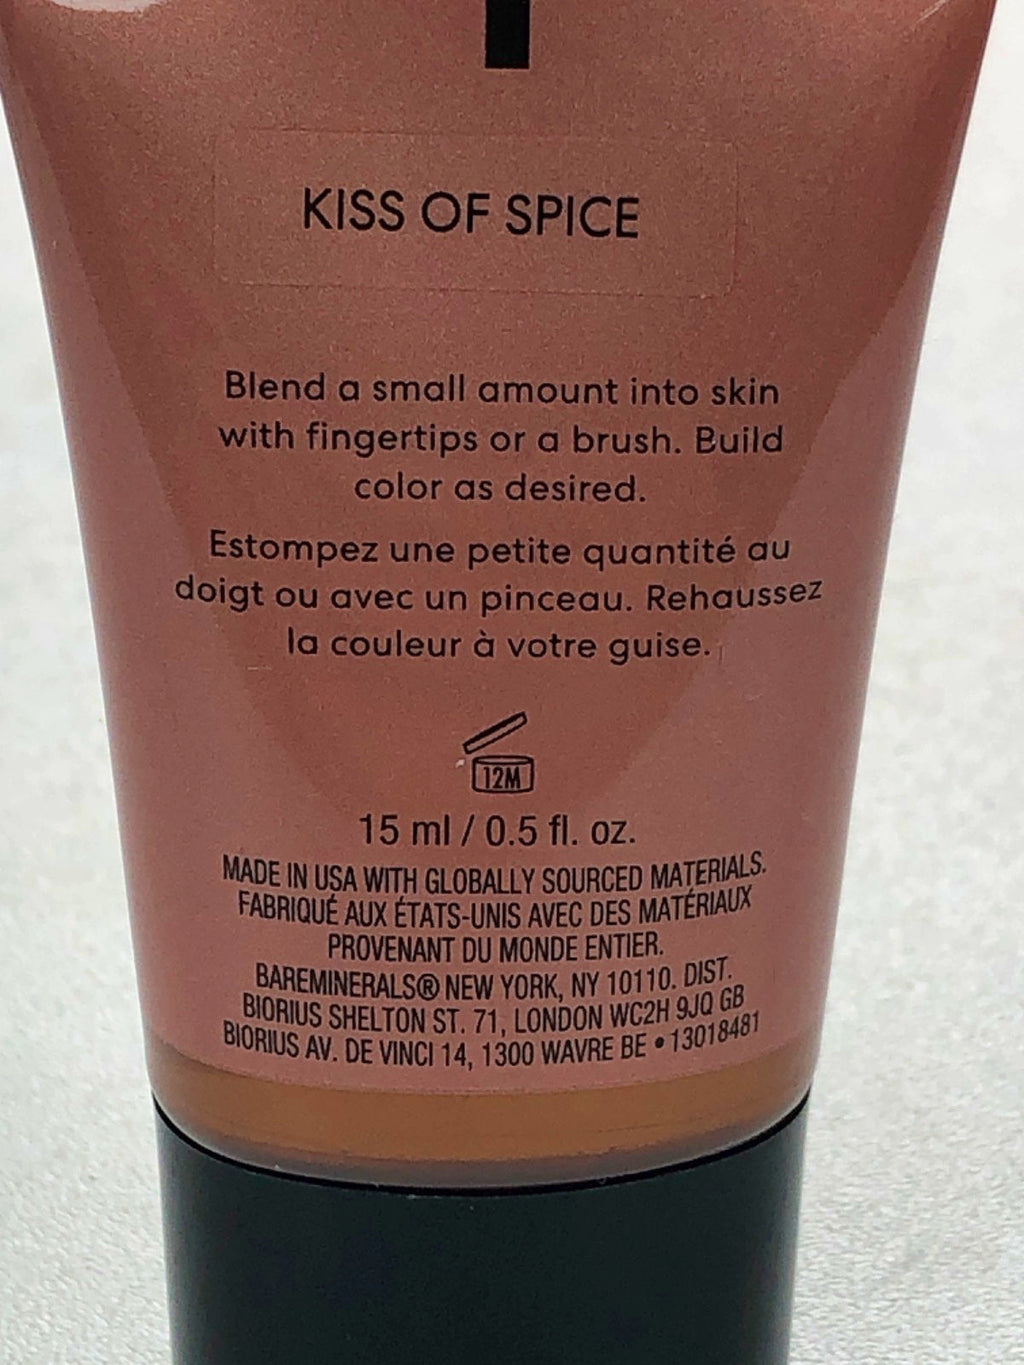 KISS OF SPICE
Blend a small amount into skin
with fingertips or a brush. Build
color as desired.
Estompez une petite quantité au
doigt ou avec un pinceau. Rehaussez
la couleur à votre guise.
12M
15 ml / 0.5 fl. oz.
MADE IN USA WITH GLOBALLY SOURCED MATERIALS.
FABRIQUÉ AUX ÉTATS-UNIS AVEC DES MATÉRIAUX
PROVENANT DU MONDE ENTIER.
BAREMINERALS® NEW YORK, NY 10110. DIST.
BIORIUS SHELTON ST. 71, LONDON WC2H 9JQ GB
BIORIUS AV. DE VINCI 14, 1300 WAVRE BE • 13018481